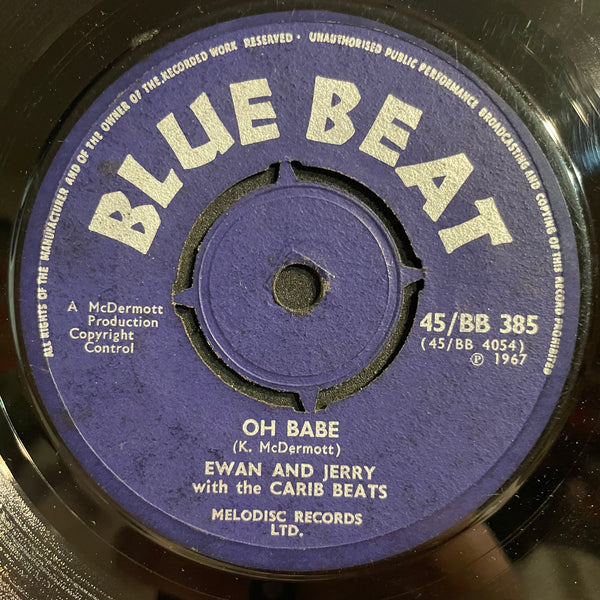 ALL RIGHTS OF THE MANUFACTURER AND OF THE OWNER OF THE RECORDED WORK RESERVED · UNAUTHORISED PUBLIC PERFORMANCE BROADCASTING AND COPYING OF THIS RECORD PROHIBITED
BLUE BEAT
A McDermott
Production
Copyright
Control
45/BB 385
(45/BB 4054)
℗ 1967
OH BABE
(K. McDermott)
EWAN AND JERRY
with the CARIB BEATS
MELODISC RECORDS
LTD.